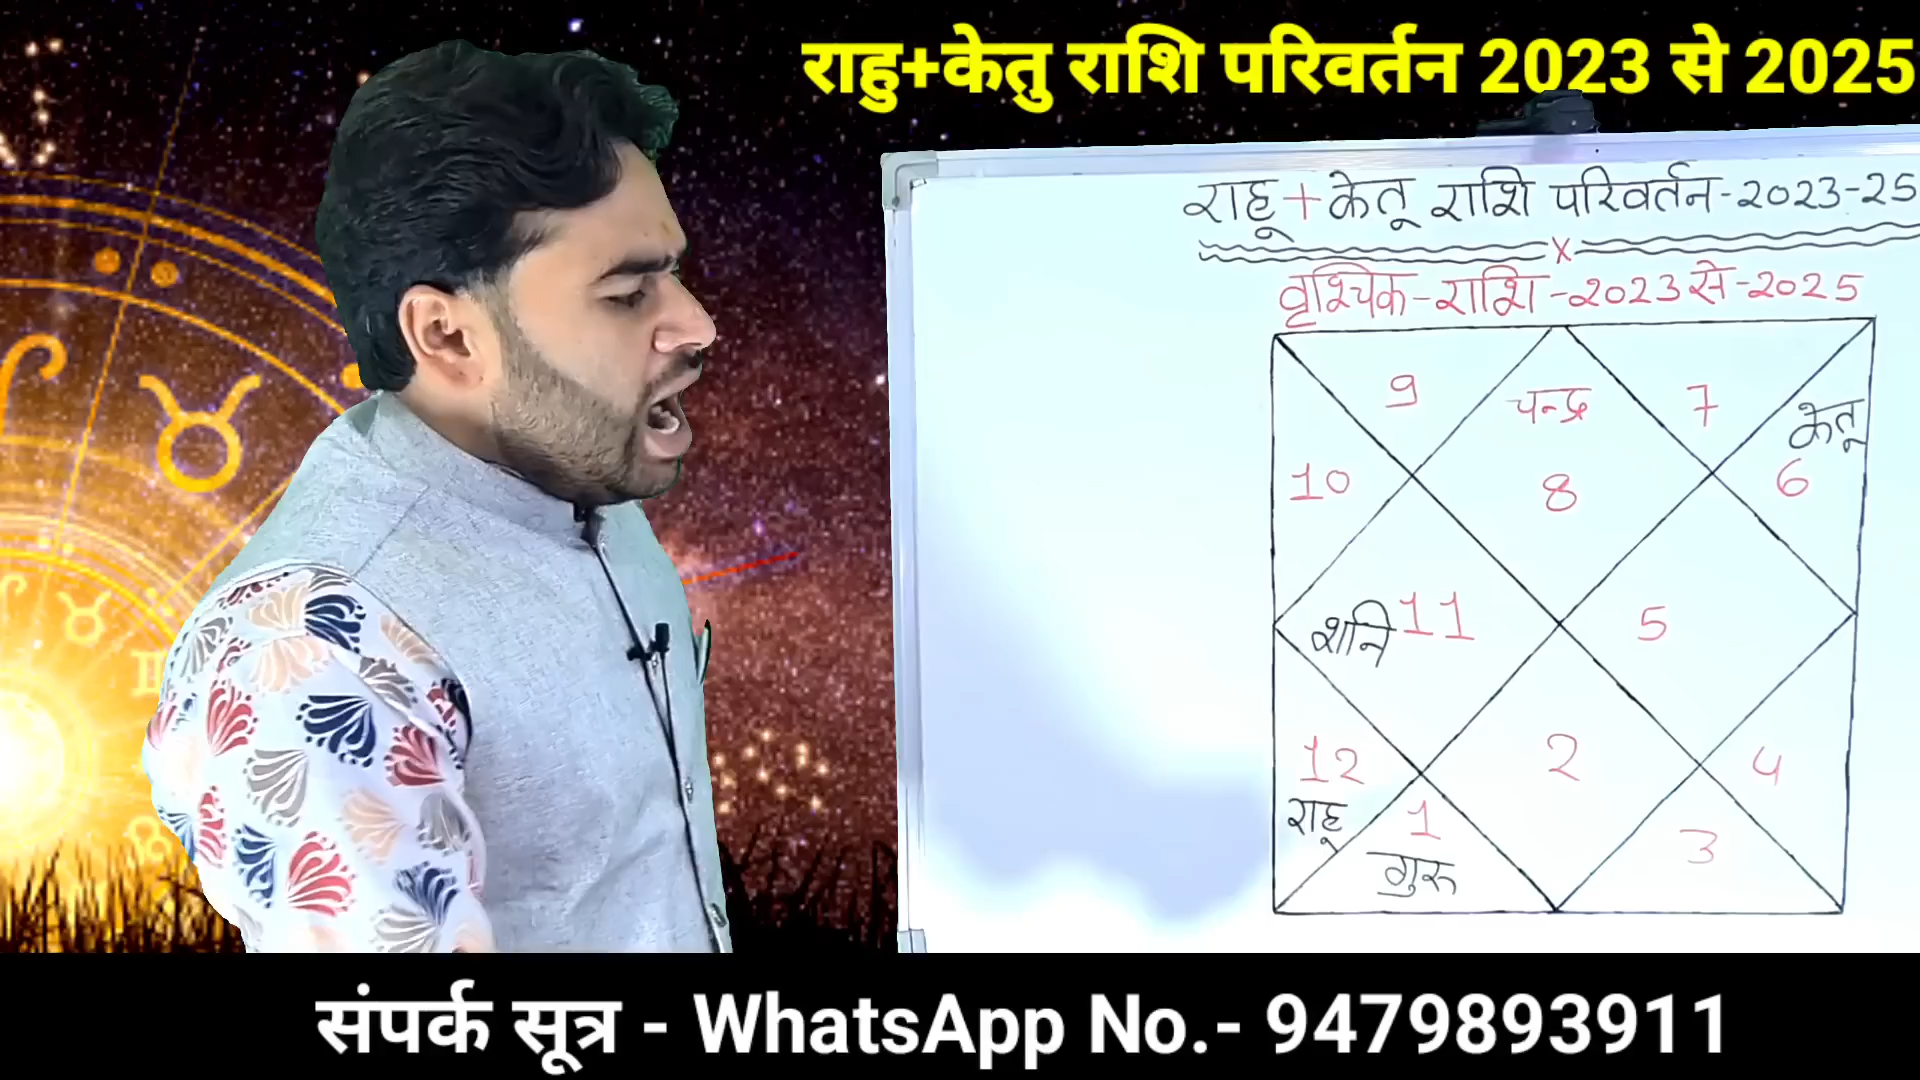 राहु+केतु राशि परिवर्तन 2023 से 2025
राहू + केतू राशि परिवर्तन-2023-25
x
वृश्चिक-राशि-2023 से-2025
9
चन्द्र
7
केतू
10
8
6
शनि 11
5
12
2
4
राहू
1
3
गुरू
संपर्क सूत्र - WhatsApp No.- 9479893911